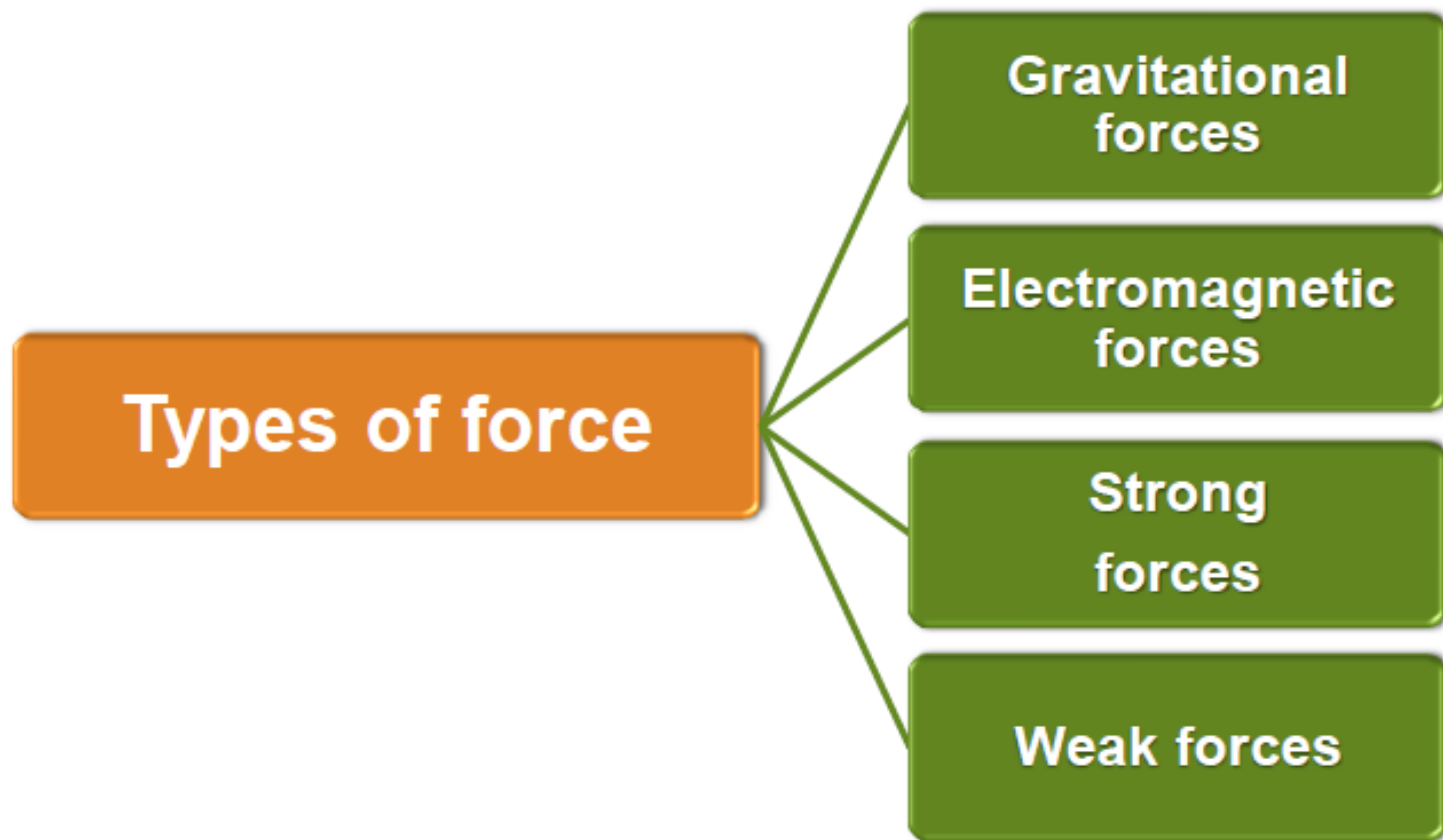 Types of force
Gravitational
forces
Electromagnetic
forces
Strong
forces
Weak forces